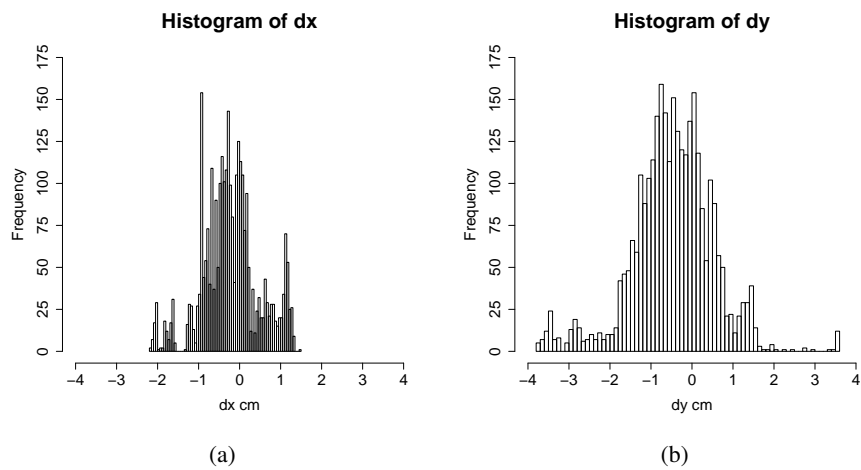 Histogram of dx
Frequency
0 25 50 75 100 125 150 175
−4 −3 −2 −1 0 1 2 3 4
dx cm
(a)
Histogram of dy
Frequency
0 25 50 75 100 125 150 175
−4 −3 −2 −1 0 1 2 3 4
dy cm
(b)